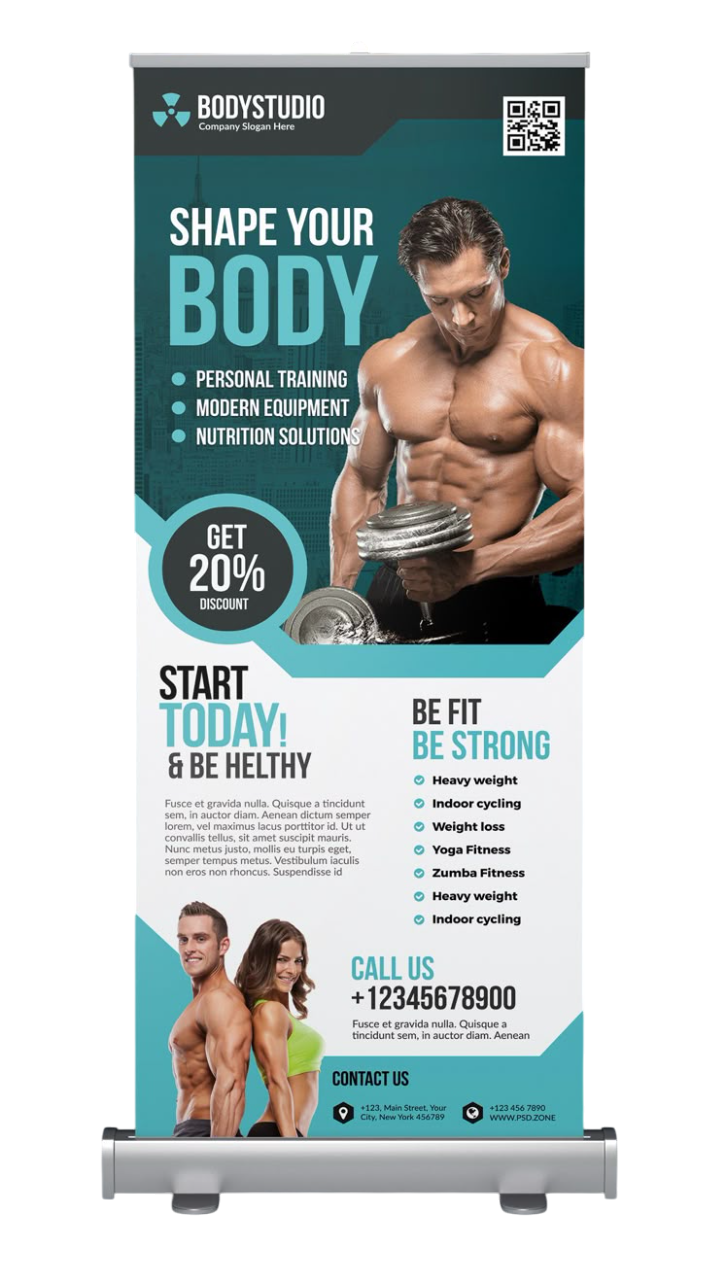 BODYSTUDIO
Company Slogan Here
SHAPE YOUR
BODY
PERSONAL TRAINING
MODERN EQUIPMENT
NUTRITION SOLUTIONS
GET
20%
DISCOUNT
START
TODAY!
& BE HELTHY
Fusce et gravida nulla. Quisque a tincidunt
sem, in auctor diam. Aenean dictum semper
lorem, vel maximus lacus porttitor id. Ut ut
convallis tellus, sit amet suscipit mauris.
Nunc metus justo, mollis eu turpis eget,
semper tempus metus. Vestibulum iaculis
non eros non rhoncus. Suspendisse id
BE FIT
BE STRONG
Heavy weight
Indoor cycling
Weight loss
Yoga Fitness
Zumba Fitness
Heavy weight
Indoor cycling
CALL US
+12345678900
Fusce et gravida nulla. Quisque a
tincidunt sem, in auctor diam. Aenean
CONTACT US
+123, Main Street, Your
City, New York 456789
+123 456 7890
WWW.PSD.ZONE